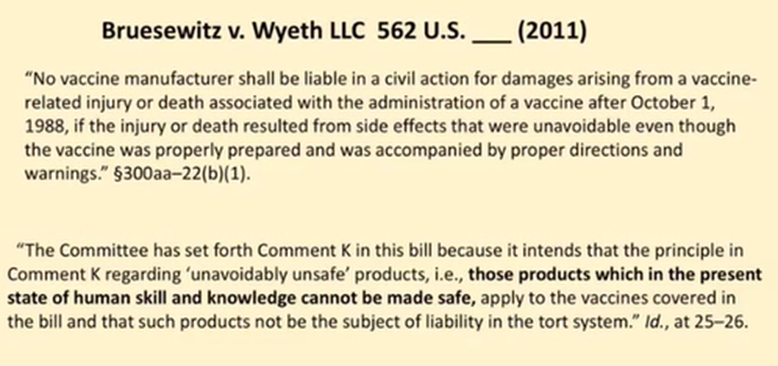 Bruesewitz v. Wyeth LLC 562 U.S. ___ (2011)
“No vaccine manufacturer shall be liable in a civil action for damages arising from a vaccine-
related injury or death associated with the administration of a vaccine after October 1,
1988, if the injury or death resulted from side effects that were unavoidable even though
the vaccine was properly prepared and was accompanied by proper directions and
warnings.” §300aa–22(b)(1).
“The Committee has set forth Comment K in this bill because it intends that the principle in
Comment K regarding ‘unavoidably unsafe’ products, i.e., those products which in the present
state of human skill and knowledge cannot be made safe, apply to the vaccines covered in
the bill and that such products not be the subject of liability in the tort system.” Id., at 25–26.